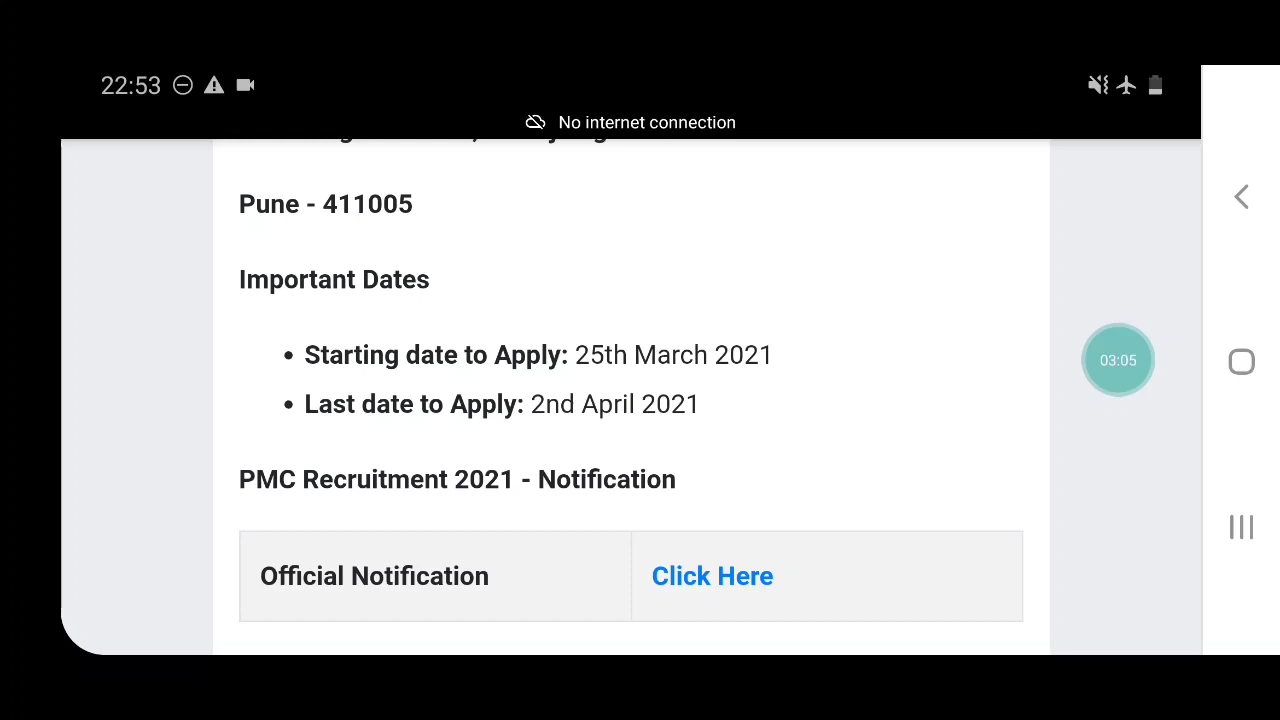 22:53
No internet connection
Pune - 411005
Important Dates
• Starting date to Apply: 25th March 2021
• Last date to Apply: 2nd April 2021
03:05
PMC Recruitment 2021 - Notification
Official Notification Click Here